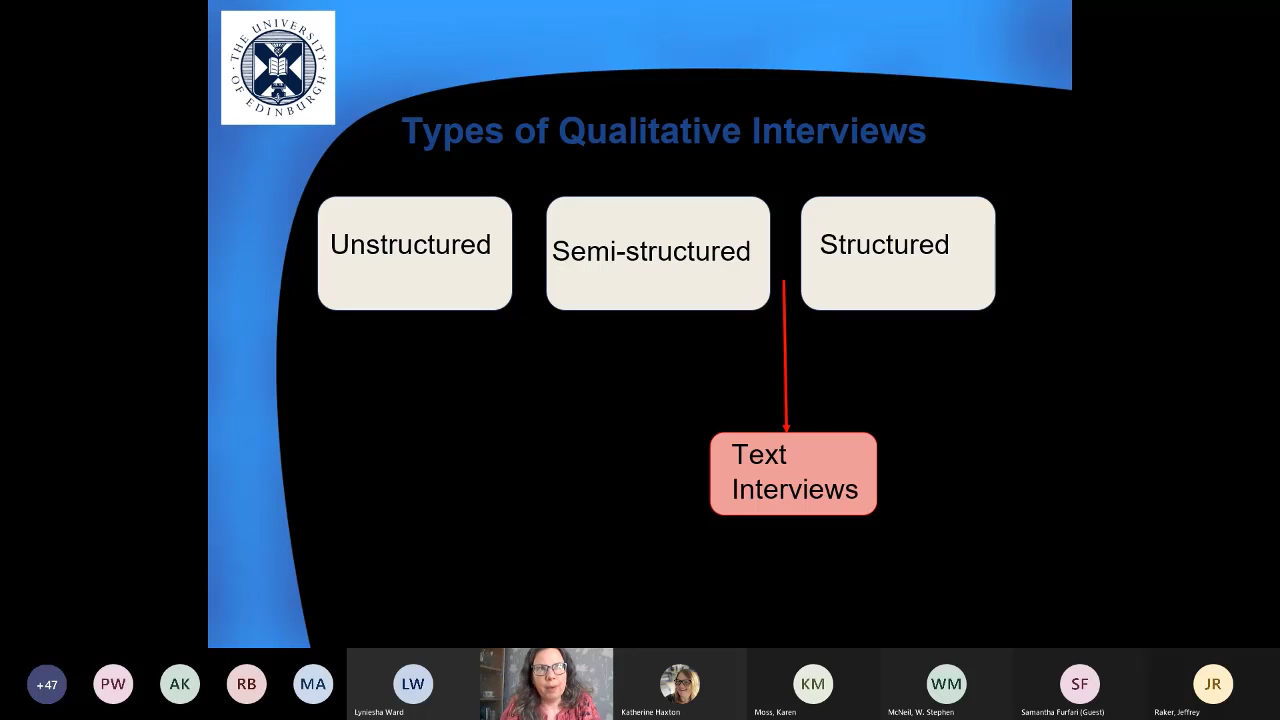 THE UNIVERSITY
OF EDINBURGH
Types of Qualitative Interviews
Unstructured
Semi-structured
Structured
Text
Interviews
+47
PW
AK
RB
MA
LW
KM
WM
SF
JR
Lyniesha Ward
Katherine Haxton
Moss, Karen
McNeil, W. Stephen
Samantha Furfari (Guest)
Raker, Jeffrey